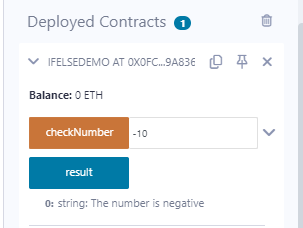 Deployed Contracts 1
IFELSEDEMO AT 0X0FC...9A836
Balance: 0 ETH
checkNumber -10
result
0: string: The number is negative